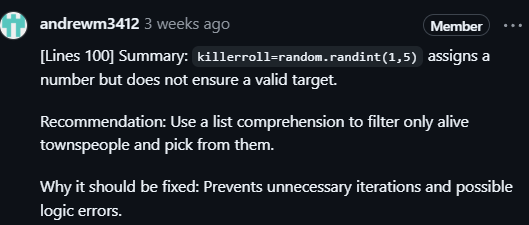 andrewm3412 3 weeks ago Member ...
[Lines 100] Summary: killerroll=random.randint(1,5) assigns a
number but does not ensure a valid target.
Recommendation: Use a list comprehension to filter only alive
townspeople and pick from them.
Why it should be fixed: Prevents unnecessary iterations and possible
logic errors.